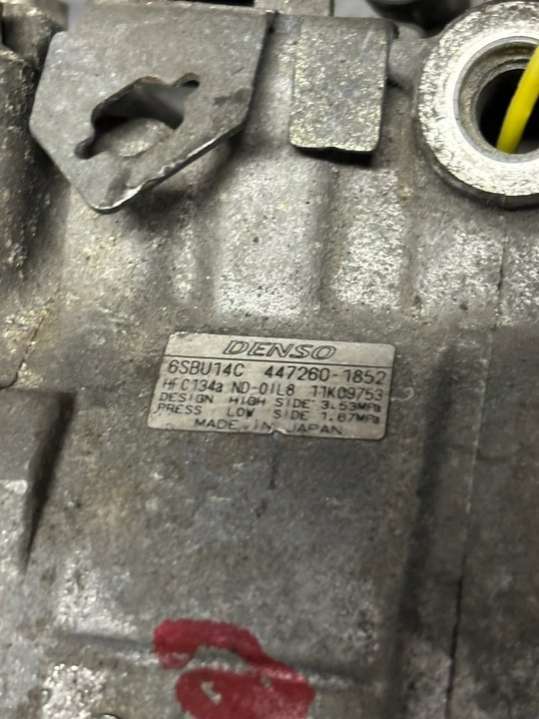 DENSO
6SBU14C 447260-1852
HFC134a ND-OIL8 11K09753
DESIGN HIGH SIDE 3.53MPa
PRESS LOW SIDE 1.67MPa
MADE IN JAPAN